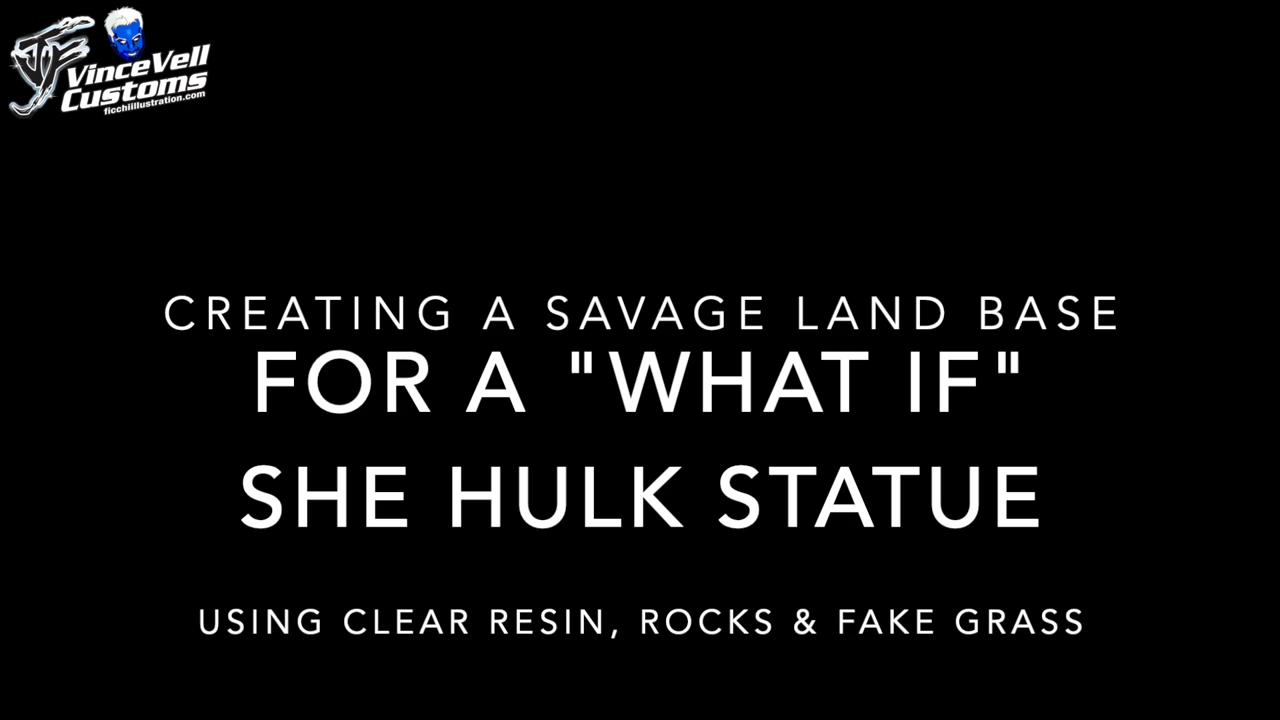 VinceVell
Customs
ficchiillustration.com
CREATING A SAVAGE LAND BASE
FOR A "WHAT IF"
SHE HULK STATUE
USING CLEAR RESIN, ROCKS & FAKE GRASS